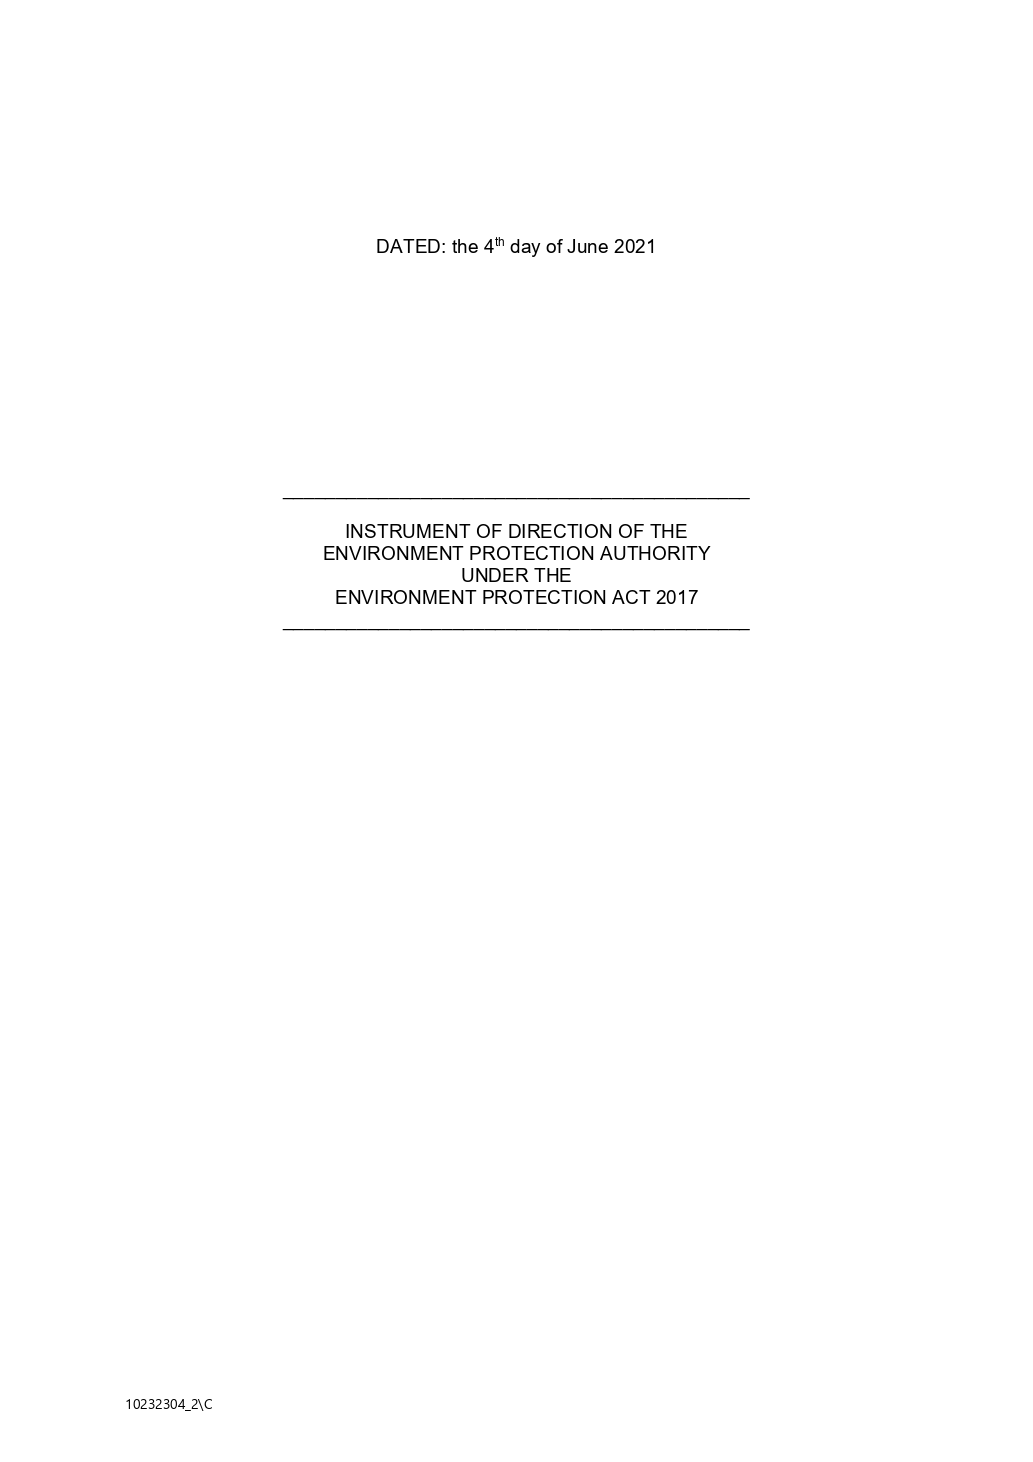 DATED: the 4th day of June 2021
INSTRUMENT OF DIRECTION OF THE
ENVIRONMENT PROTECTION AUTHORITY
UNDER THE
ENVIRONMENT PROTECTION ACT 2017
10232304_2\C